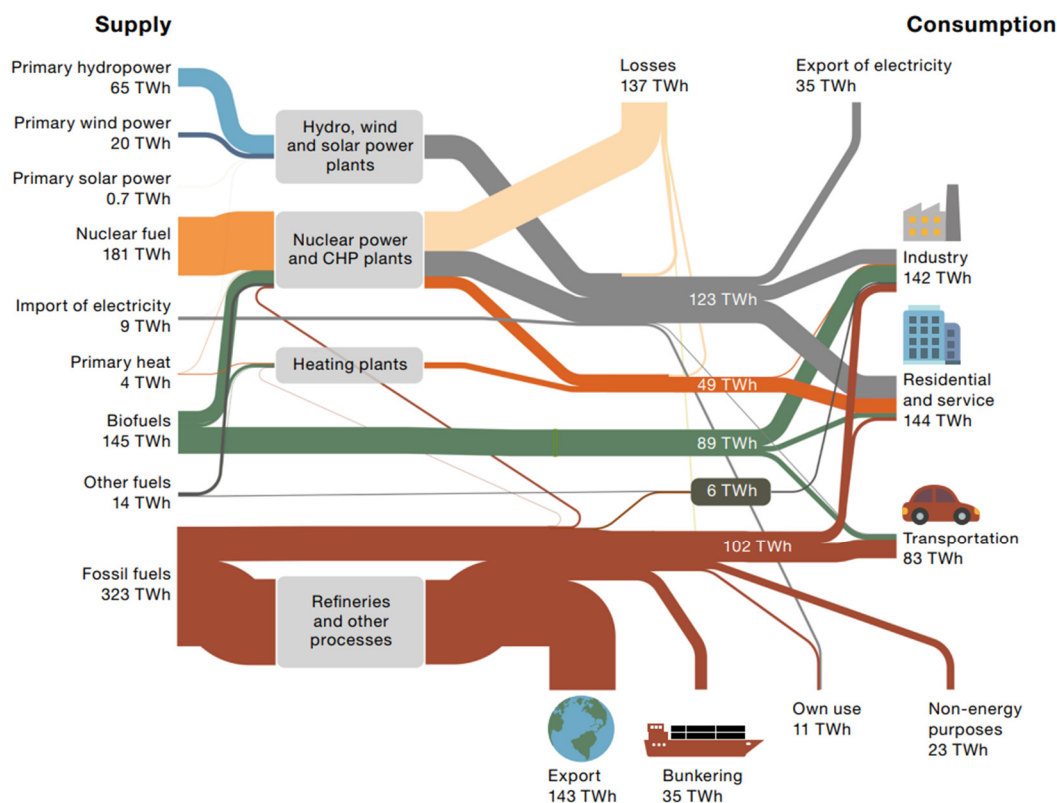 Supply
Consumption
Primary hydropower
65 TWh
Primary wind power
20 TWh
Primary solar power
0.7 TWh
Nuclear fuel
181 TWh
Import of electricity
9 TWh
Primary heat
4 TWh
Biofuels
145 TWh
Other fuels
14 TWh
Fossil fuels
323 TWh
Hydro, wind
and solar power
plants
Nuclear power
and CHP plants
Heating plants
Refineries
and other
processes
Losses
137 TWh
Export of electricity
35 TWh
123 TWh
49 TWh
89 TWh
6 TWh
102 TWh
Industry
142 TWh
Residential
and service
144 TWh
Transportation
83 TWh
Export
143 TWh
Bunkering
35 TWh
Own use
11 TWh
Non-energy
purposes
23 TWh